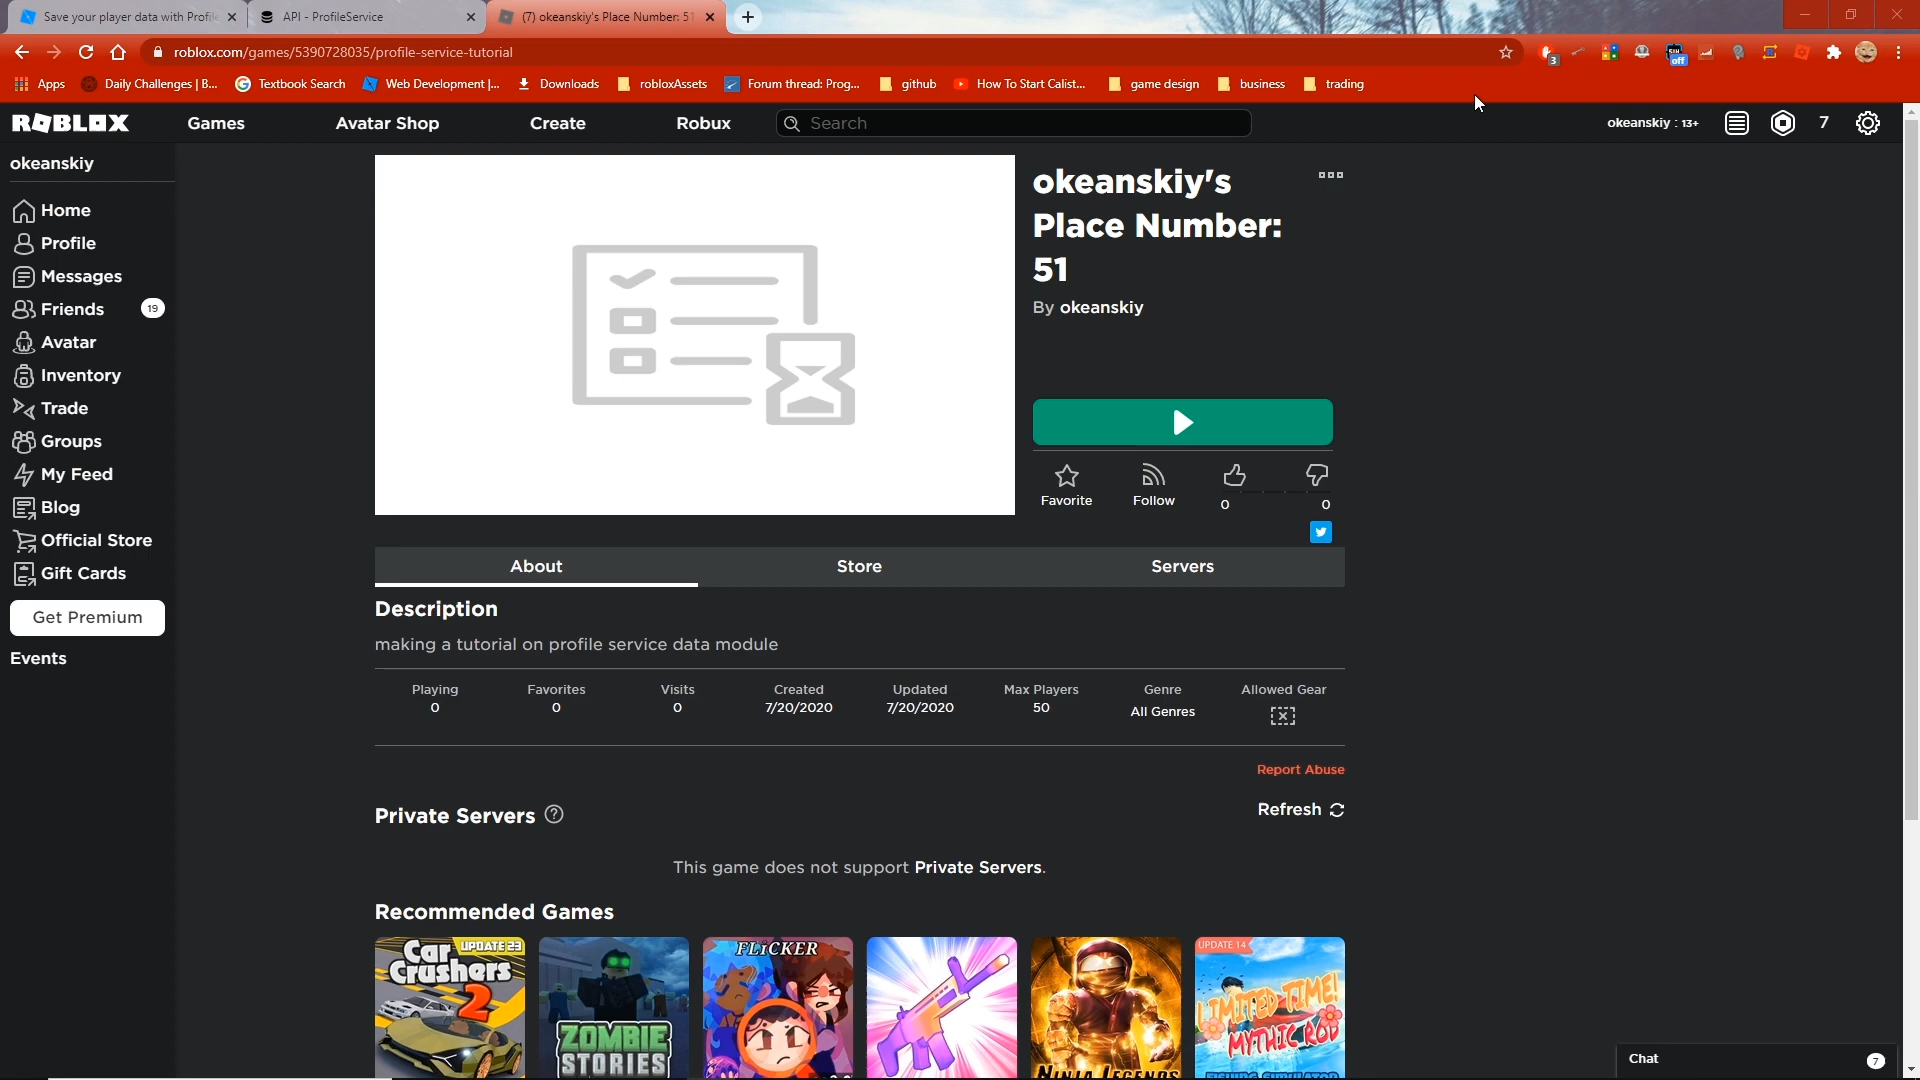 Save your player data with Profil
API - ProfileService
(7) okeanskiy's Place Number: 51
roblox.com/games/5390728035/profile-service-tutorial
3
off
Apps
Daily Challenges | B...
Textbook Search
Web Development |...
Downloads
robloxAssets
Forum thread: Prog...
github
How To Start Calist...
game design
business
trading
ROBLOX
Games
Avatar Shop
Create
Robux
Search
okeanskiy : 13+
7
okeanskiy
Home
Profile
Messages
Friends 19
Avatar
Inventory
Trade
Groups
My Feed
Blog
Official Store
Gift Cards
Get Premium
Events
okeanskiy's
Place Number:
51
By okeanskiy
Favorite
Follow
0
0
About
Store
Servers
Description
making a tutorial on profile service data module
Playing Favorites Visits Created Updated Max Players Genre Allowed Gear
0 0 0 7/20/2020 7/20/2020 50 All Genres
Report Abuse
Private Servers
Refresh
This game does not support Private Servers.
Recommended Games
UPDATE 23
Car
Crushers
2
ZOMBIE
STORIES
FLiCKER
NINJA LEGENDS
UPDATE 14
LIMITED TIME!
MYTHIC ROD
FISHING SIMULATOR
Chat
7